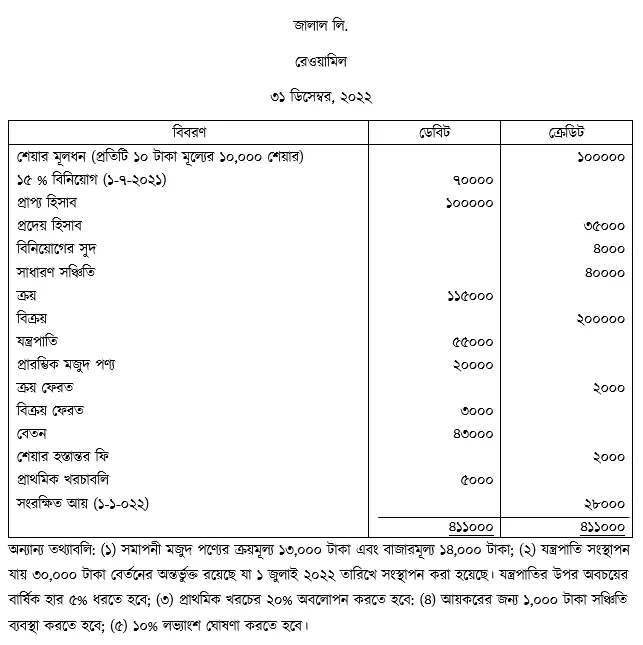 জালাল লি.
রেওয়ামিল
৩১ ডিসেম্বর, ২০২২
বিবরণ ডেবিট ক্রেডিট
শেয়ার মূলধন (প্রতিটি ১০ টাকা মূল্যের ১০,০০০ শেয়ার) ১০০০০০
১৫ % বিনিয়োগ (১-৭-২০২১) ৭০০০০
প্রাপ্য হিসাব ১০০০০০
প্রদেয় হিসাব ৩৫০০০
বিনিয়োগের সুদ ৪০০০
সাধারণ সঞ্চিতি ৪০০০০
ক্রয় ১১৫০০০
বিক্রয় ২০০০০০
যন্ত্রপাতি ৫৫০০০
প্রারম্ভিক মজুদ পণ্য ২০০০০
ক্রয় ফেরত ২০০০
বিক্রয় ফেরত ৩০০০
বেতন ৪৩০০০
শেয়ার হস্তান্তর ফি ২০০০
প্রাথমিক খরচাবলি ৫০০০
সংরক্ষিত আয় (১-১-০২২) ২৮০০০
৪১১০০০ ৪১১০০০
অন্যান্য তথ্যাবলি: (১) সমাপনী মজুদ পণ্যের ক্রয়মূল্য ১৩,০০০ টাকা এবং বাজারমূল্য ১৪,০০০ টাকা; (২) যন্ত্রপাতি সংস্থাপন
যায় ৩০,০০০ টাকা বের্তনের অন্তর্ভুক্ত রয়েছে যা ১ জুলাই ২০২২ তারিখে সংস্থাপন করা হয়েছে। যন্ত্রপাতির উপর অবচয়ের
বার্ষিক হার ৫% ধরতে হবে; (৩) প্রাথমিক খরচের ২০% অবলোপন করতে হবে: (৪) আয়করের জন্য ১,০০০ টাকা সঞ্চিতি
ব্যবস্থা করতে হবে; (৫) ১০% লভ্যাংশ ঘোষণা করতে হবে।